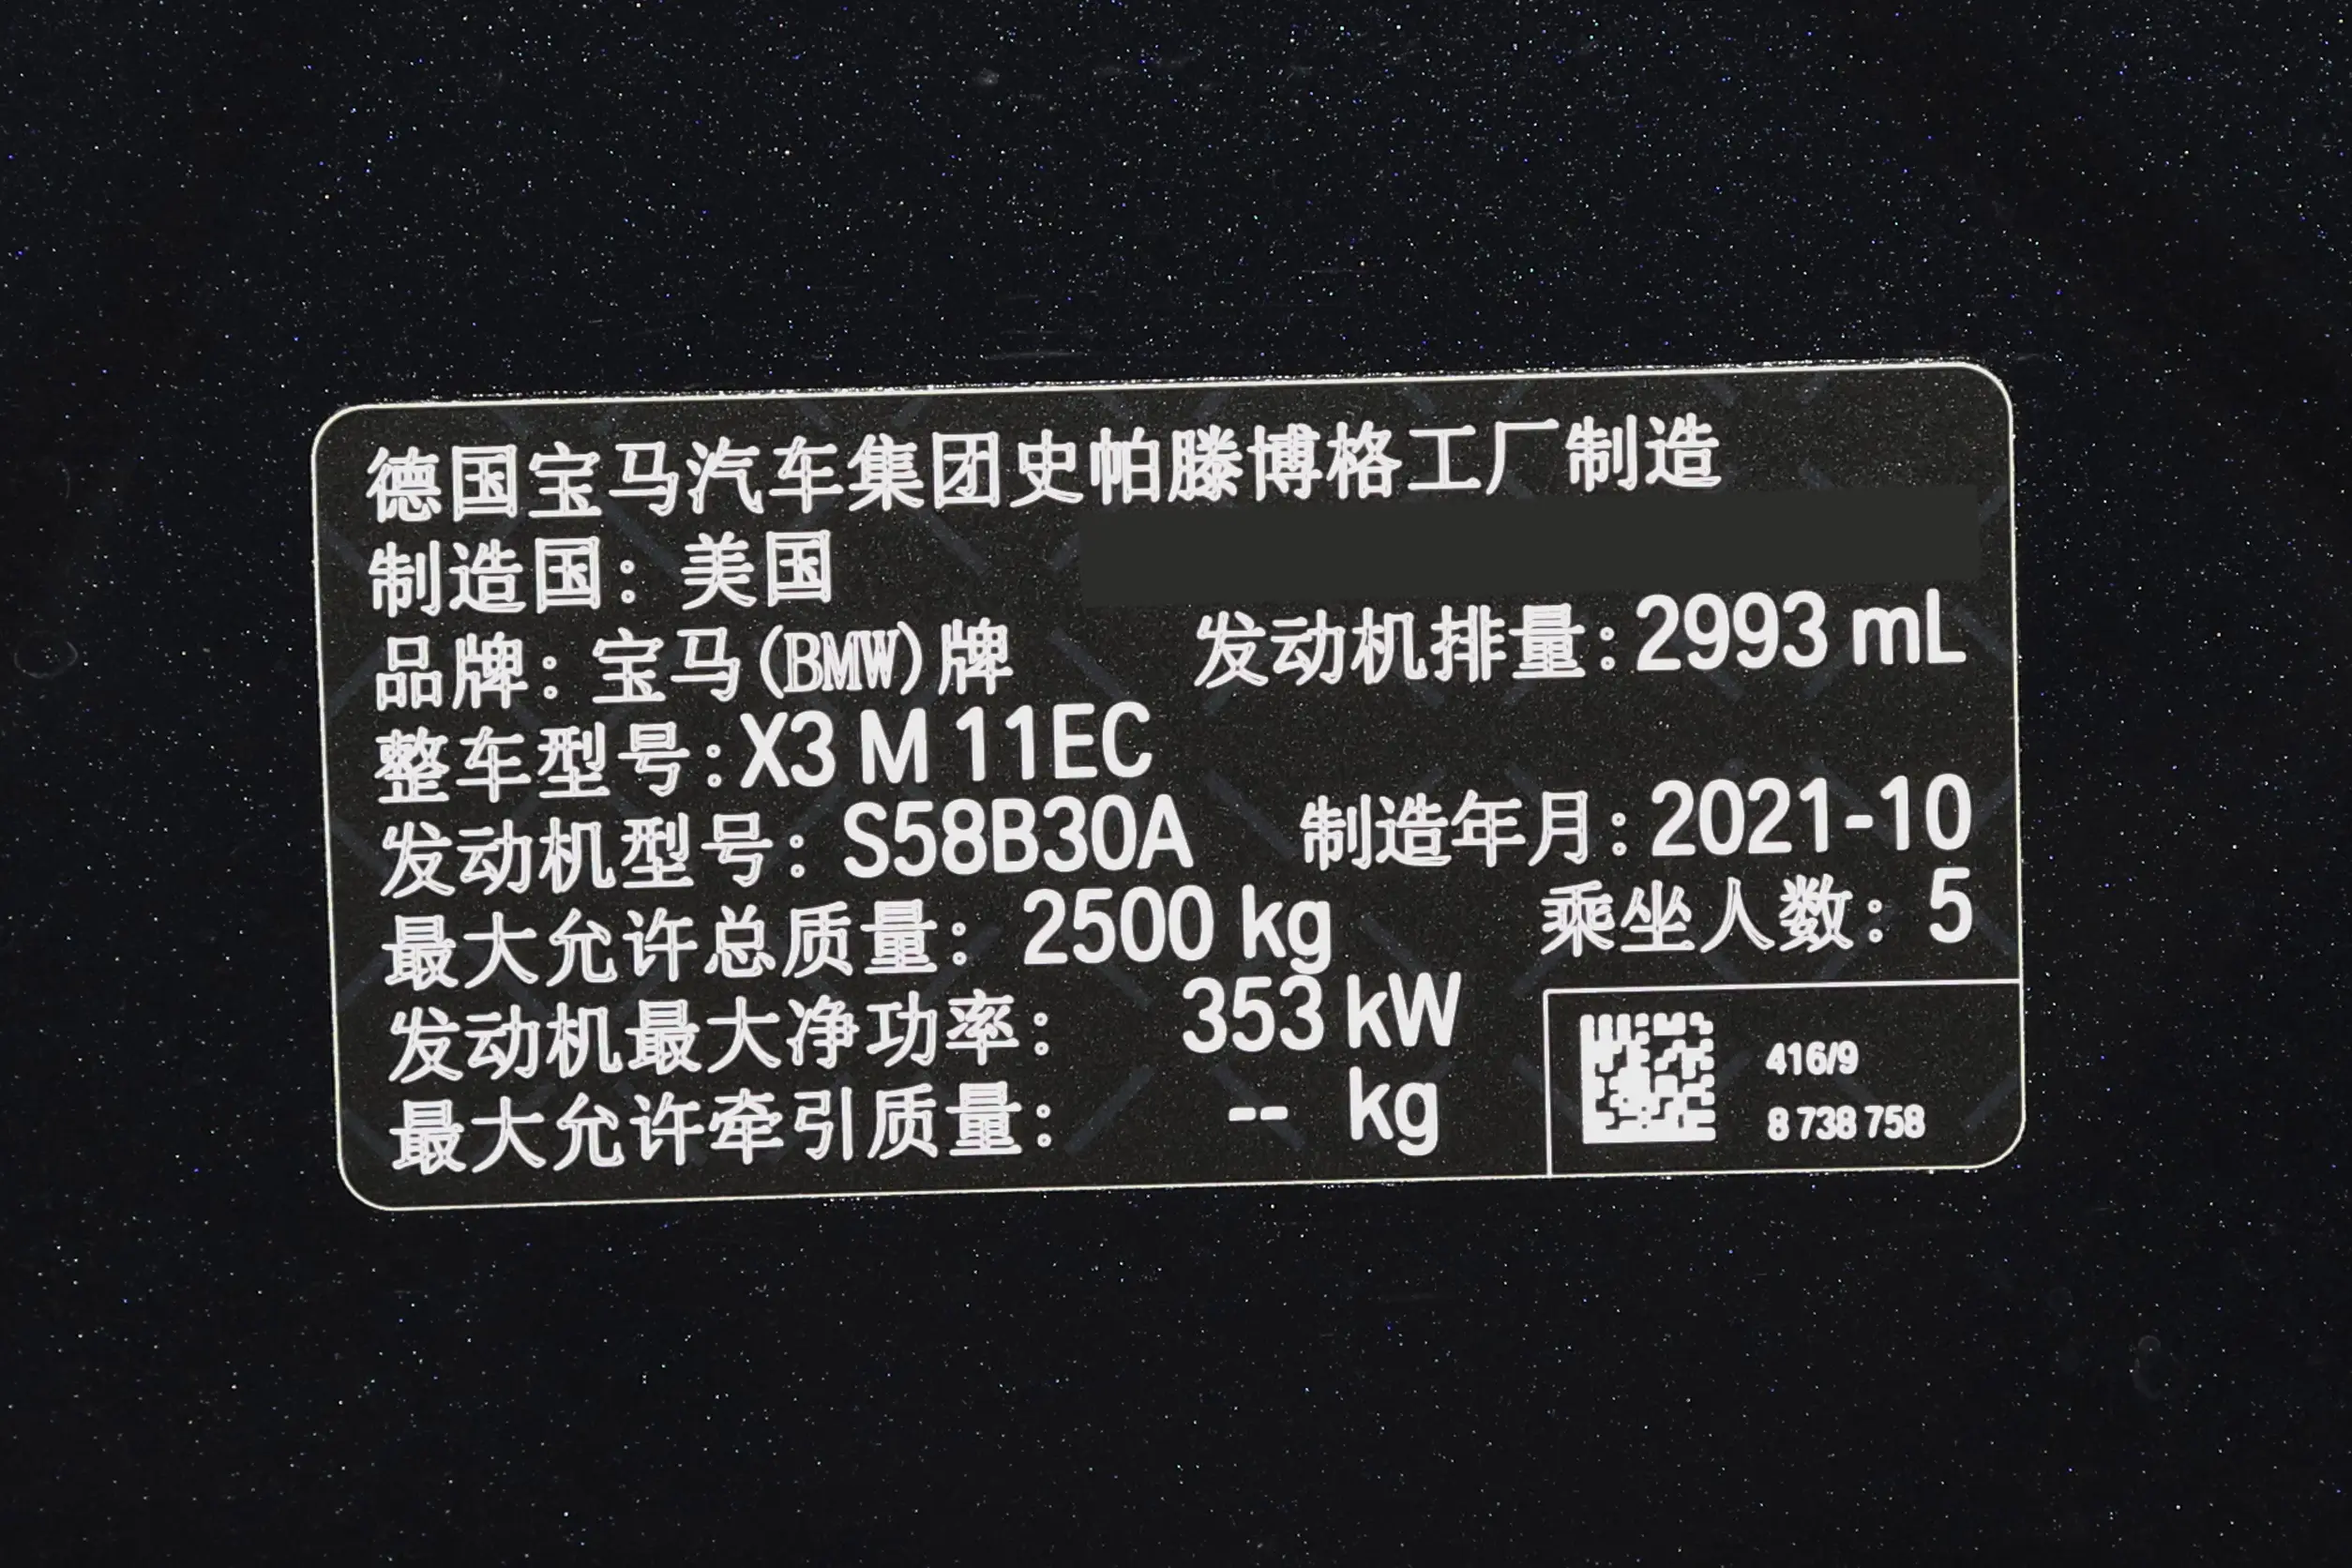 德国宝马汽车集团史帕滕博格工厂制造
制造国：美国
品牌：宝马(BMW)牌 发动机排量：2993 mL
整车型号：X3 M 11EC
发动机型号：S58B30A 制造年月：2021-10
最大允许总质量：2500 kg 乘坐人数：5
发动机最大净功率：353 kW
最大允许牵引质量：-- kg
416/9
8 738 758